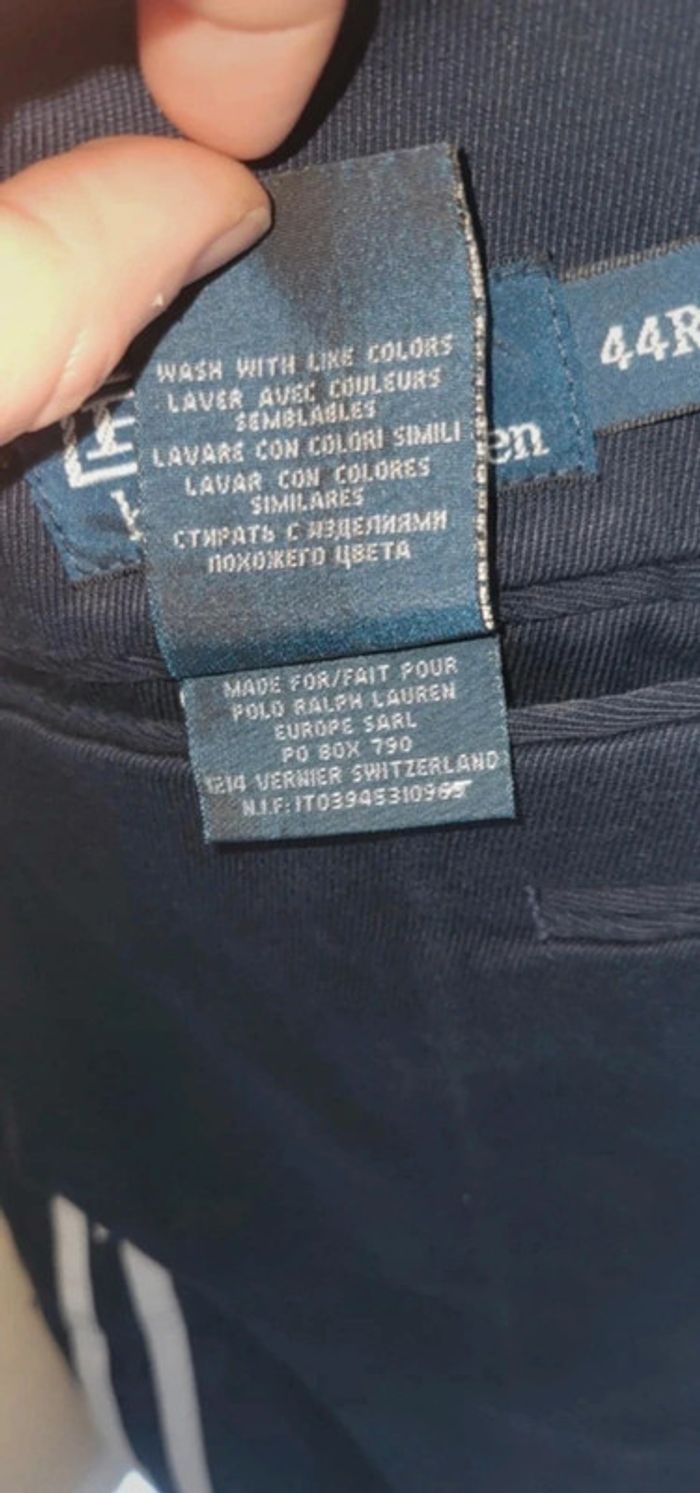 WASH WITH LIKE COLORS
LAVER AVEC COULEURS
SEMBLABLES
LAVARE CON COLORI SIMILI
LAVAR CON COLORES
SIMILARES
СТИРАТЬ С ИЗДЕЛИЯМИ
ПОХОЖЕГО ЦВЕТА
MADE FOR/FAIT POUR
POLO RALPH LAUREN
EUROPE SARL
PO BOX 790
1214 VERNIER SWITZERLAND
N.I.F:IT03945310965
44R
en